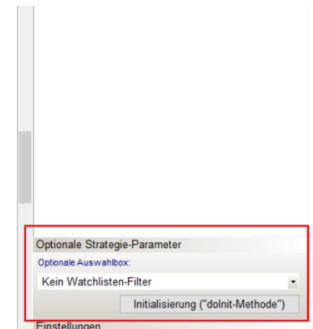 Optionale Strategie-Parameter
Optionale Auswahlbox:
Kein Watchlisten-Filter
Initialisierung ("doInit-Methode")
Einstellungen